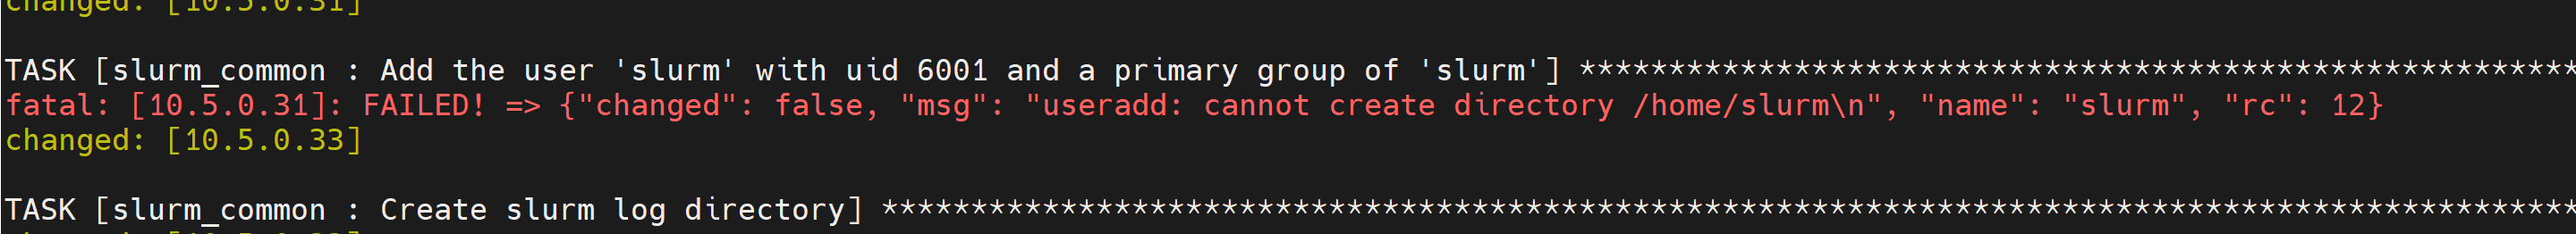 changed: [10.5.0.31]
TASK [slurm_common : Add the user 'slurm' with uid 6001 and a primary group of 'slurm'] ********************************************************
fatal: [10.5.0.31]: FAILED! => {"changed": false, "msg": "useradd: cannot create directory /home/slurm\n", "name": "slurm", "rc": 12}
changed: [10.5.0.33]
TASK [slurm_common : Create slurm log directory] ***********************************************************************************************